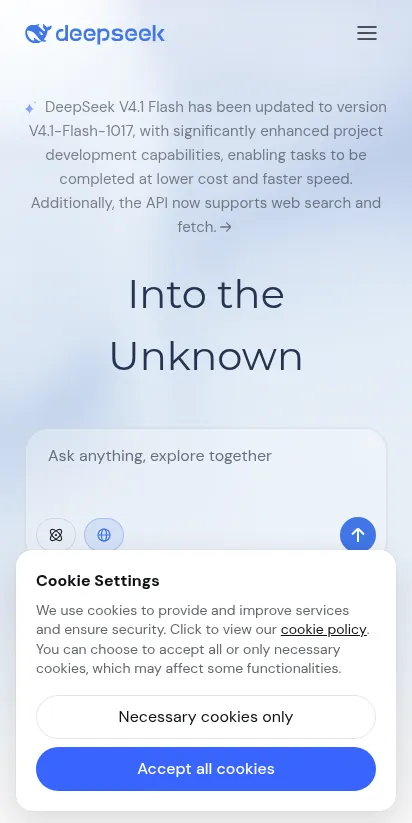 deepseek
DeepSeek V4.1 Flash has been updated to version
V4.1-Flash-1017, with significantly enhanced project
development capabilities, enabling tasks to be
completed at lower cost and faster speed.
Additionally, the API now supports web search and
fetch. →
Into the
Unknown
Ask anything, explore together
Cookie Settings
We use cookies to provide and improve services
and ensure security. Click to view our cookie policy.
You can choose to accept all or only necessary
cookies, which may affect some functionalities.
Necessary cookies only
Accept all cookies